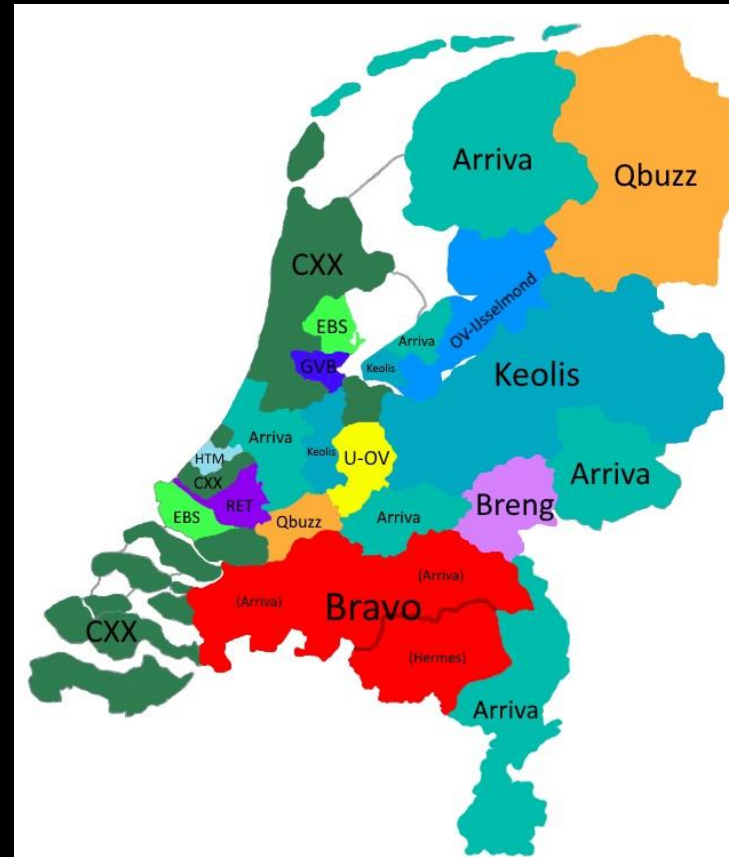 Arriva
Qbuzz
CXX
OV-IJsselmond
EBS
Arriva
GVB
Keolis
Keolis
Arriva
HTM
Keolis
U-OV
Arriva
CXX
RET
Breng
EBS
Qbuzz
Arriva
(Arriva)
(Arriva)
Bravo
CXX
(Hermes)
Arriva